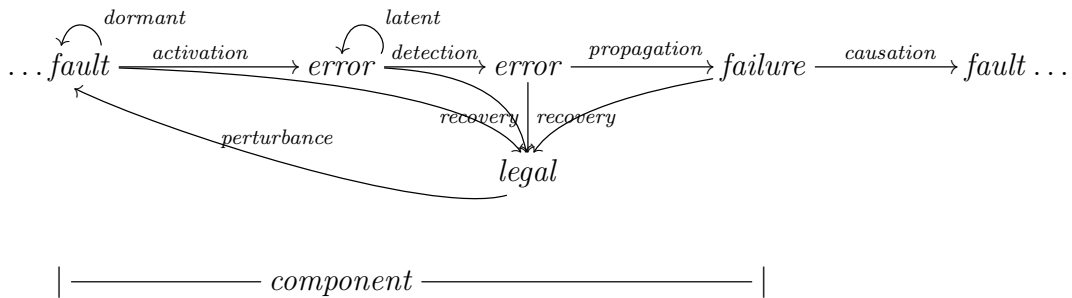 dormant latent
activation detection propagation causation
... fault error error failure fault ...
recovery recovery
perturbance
legal
| component |